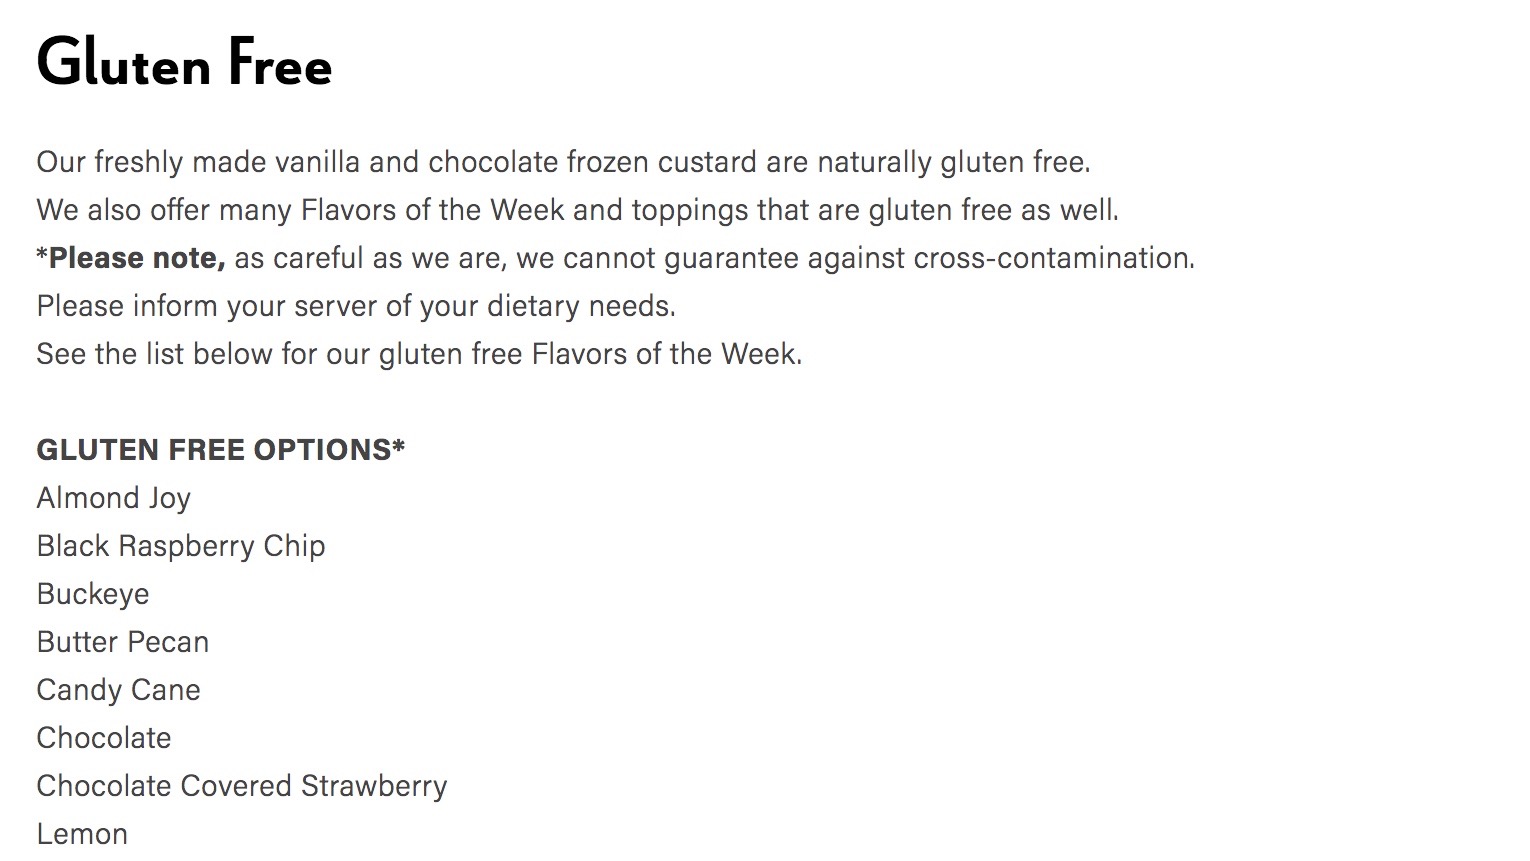 Gluten Free
Our freshly made vanilla and chocolate frozen custard are naturally gluten free.
We also offer many Flavors of the Week and toppings that are gluten free as well.
*Please note, as careful as we are, we cannot guarantee against cross-contamination.
Please inform your server of your dietary needs.
See the list below for our gluten free Flavors of the Week.
GLUTEN FREE OPTIONS*
Almond Joy
Black Raspberry Chip
Buckeye
Butter Pecan
Candy Cane
Chocolate
Chocolate Covered Strawberry
Lemon